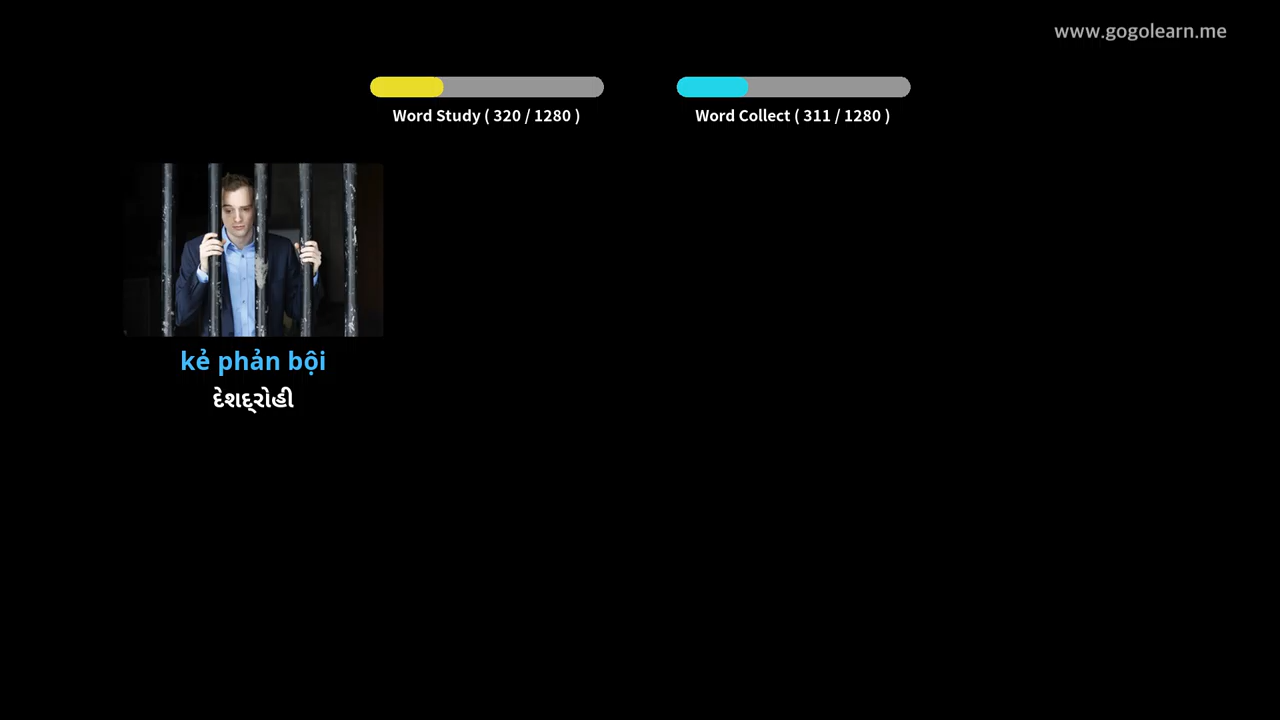 www.gogolearn.me
Word Study ( 320 / 1280 )
Word Collect ( 311 / 1280 )
kẻ phản bội
દેશદ્રોહી